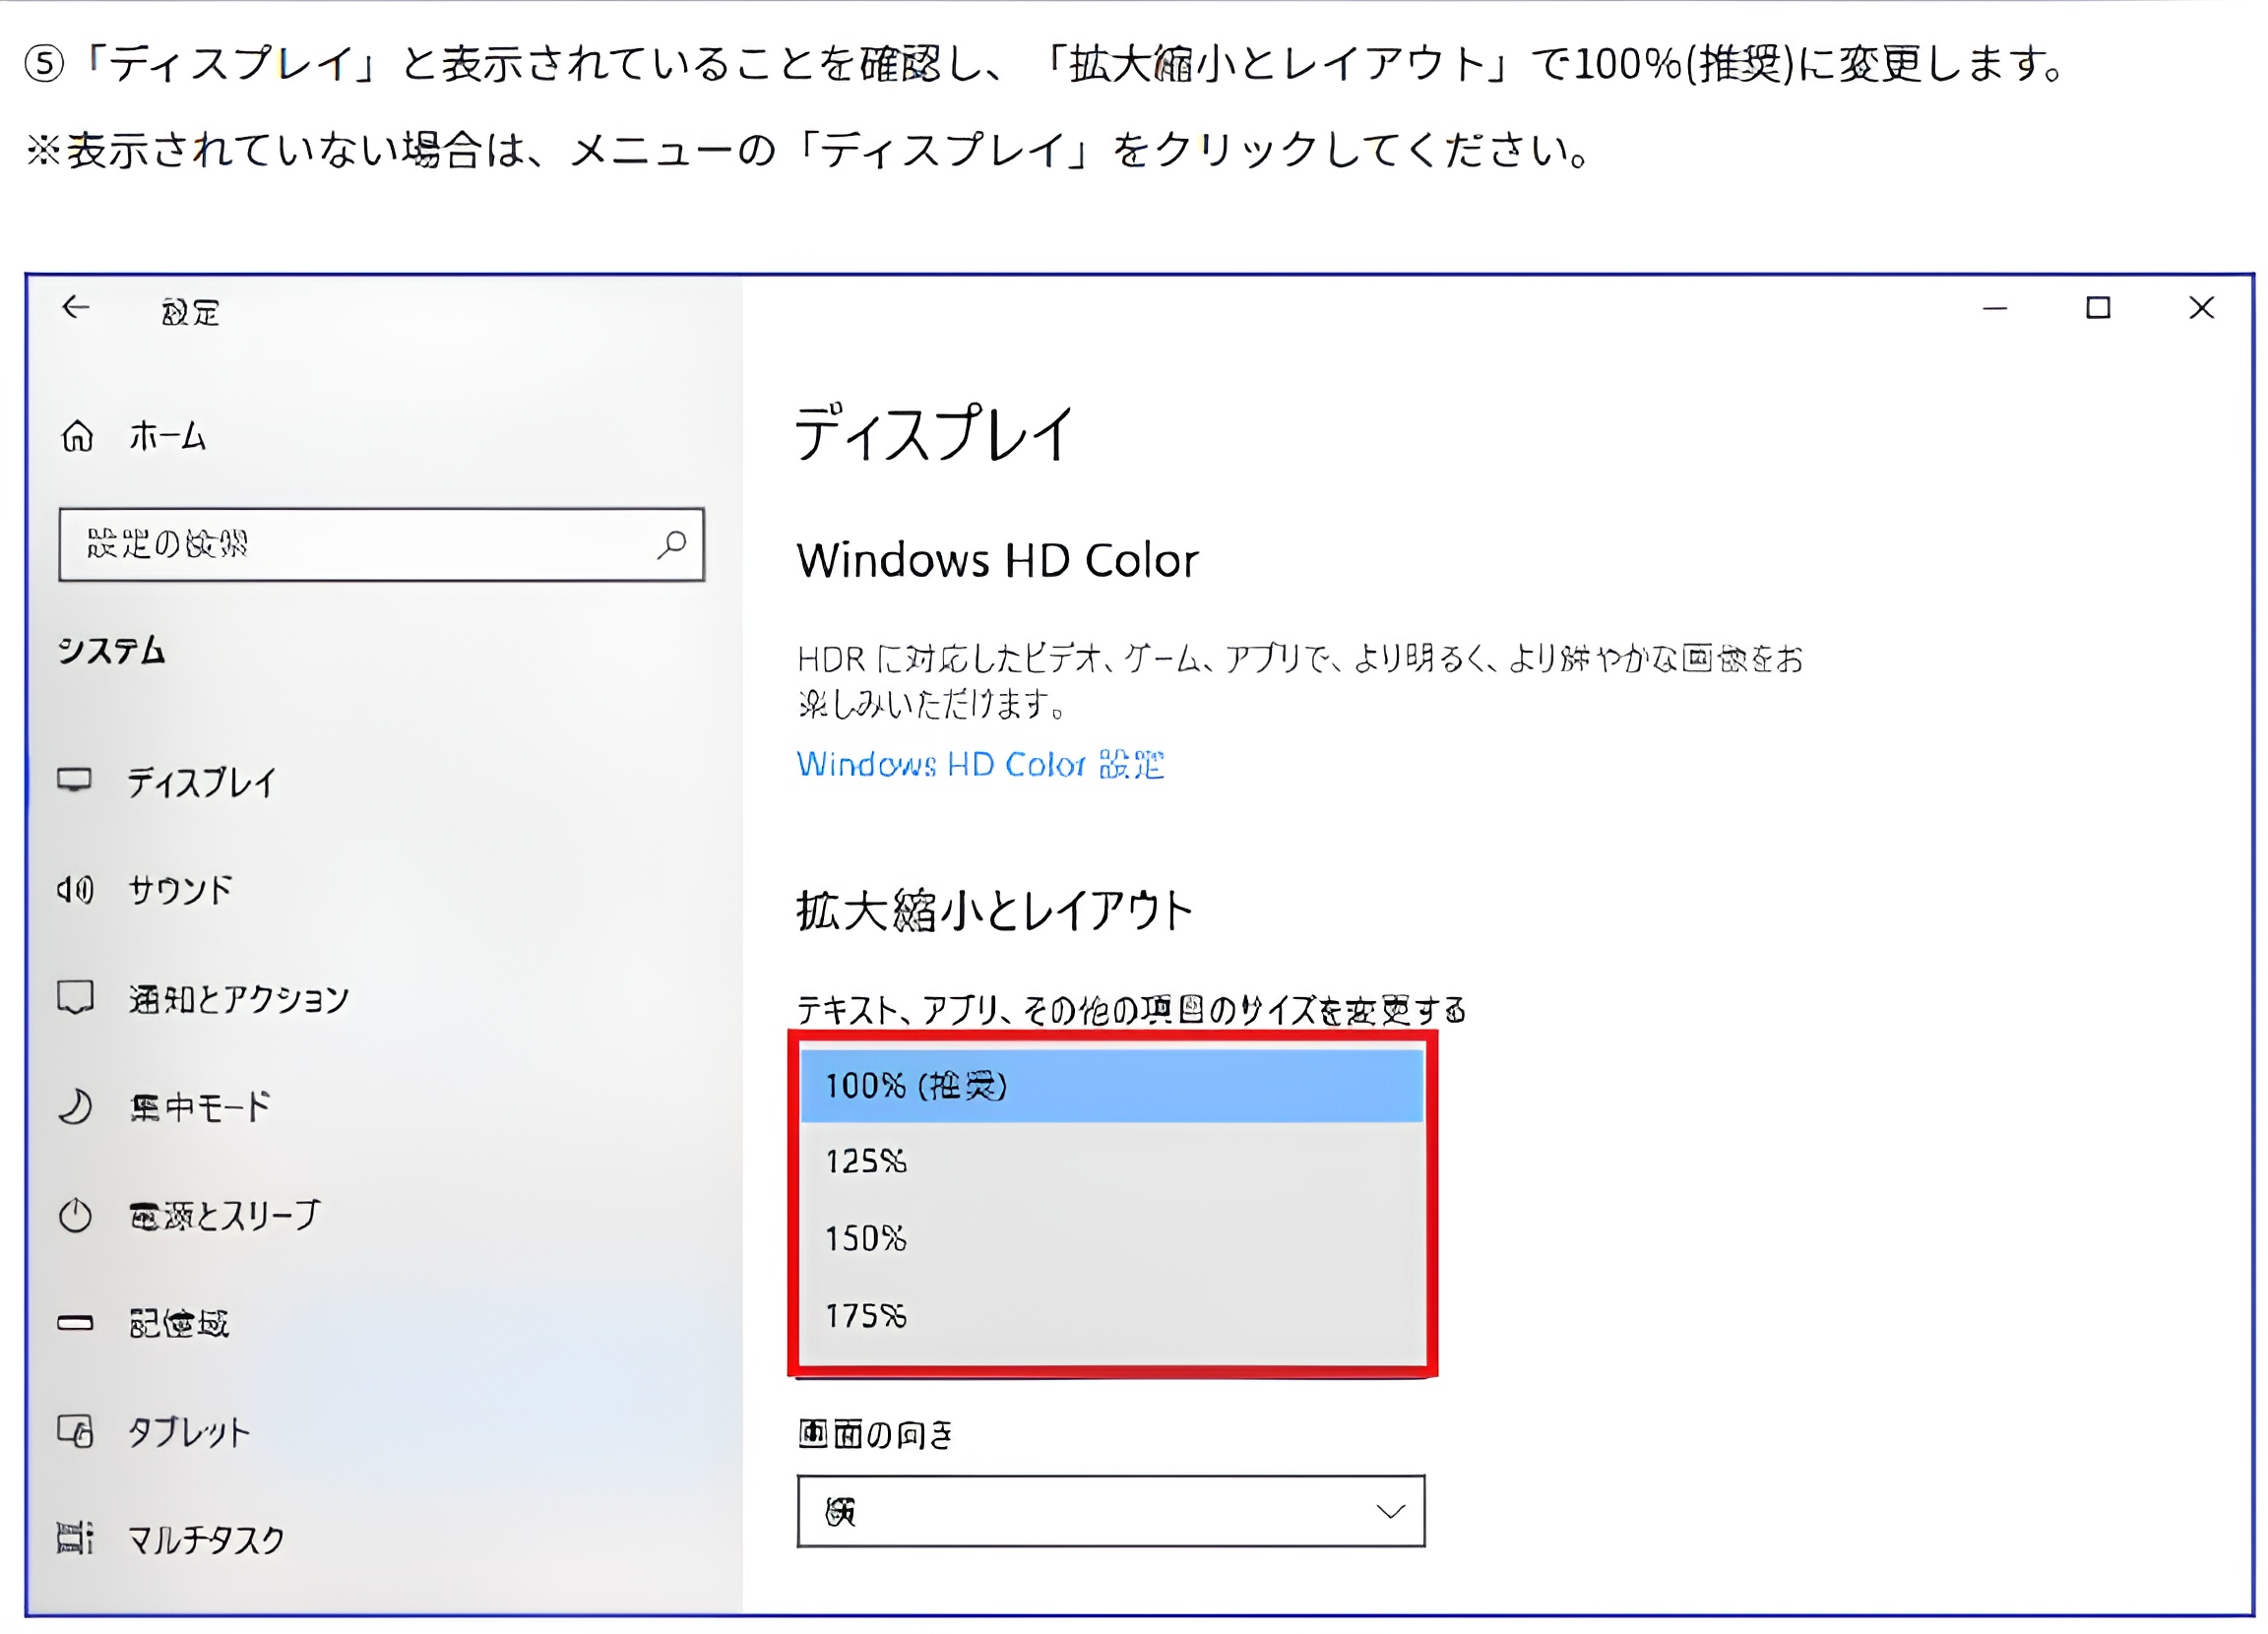 ⑤「ディスプレイ」と表示されていることを確認し、「拡大縮小とレイアウト」で100%(推奨)に変更します。
※表示されていない場合は、メニューの「ディスプレイ」をクリックしてください。
設定
ホーム
設定の検索
システム
ディスプレイ
サウンド
通知とアクション
集中モード
電源とスリープ
記憶域
タブレット
マルチタスク
ディスプレイ
Windows HD Color
HDR に対応したビデオ、ゲーム、アプリで、より明るく、より鮮やかな画像をお
楽しみいただけます。
Windows HD Color 設定
拡大縮小とレイアウト
テキスト、アプリ、その他の項目のサイズを変更する
100% (推奨)
125%
150%
175%
画面の向き
横